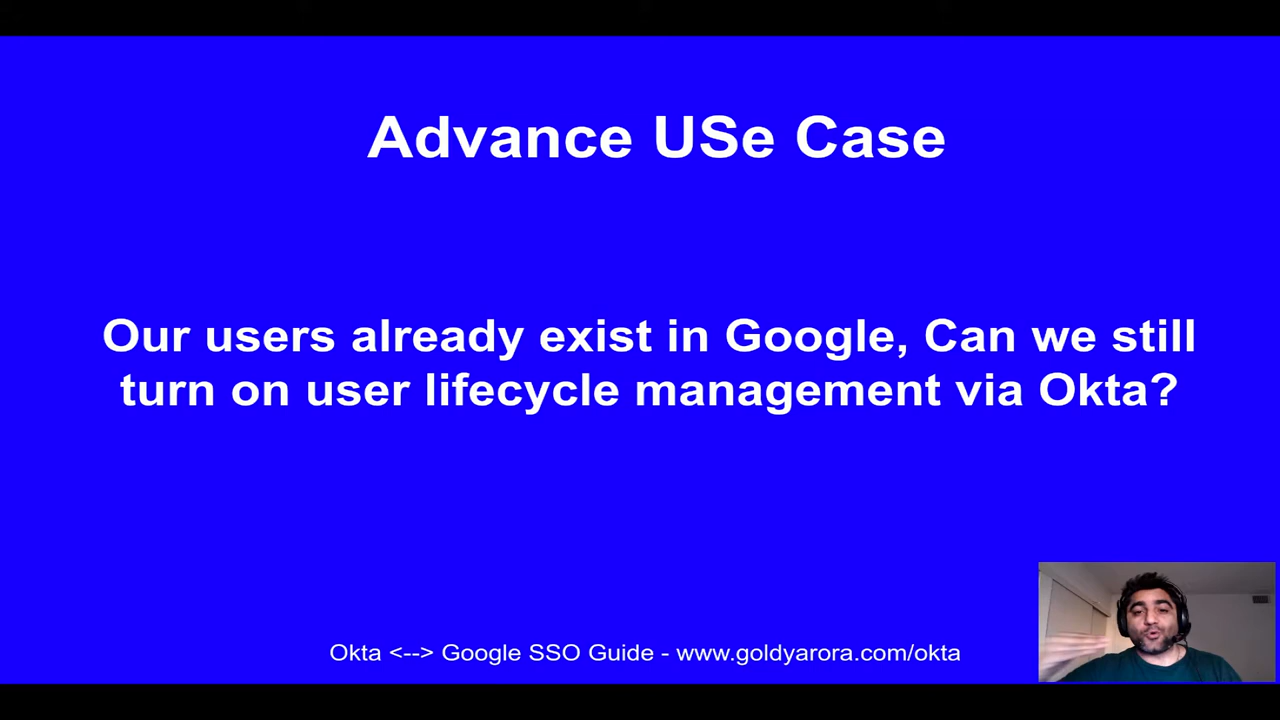 Advance USe Case
Our users already exist in Google, Can we still
turn on user lifecycle management via Okta?
Okta <--> Google SSO Guide - www.goldyarora.com/okta